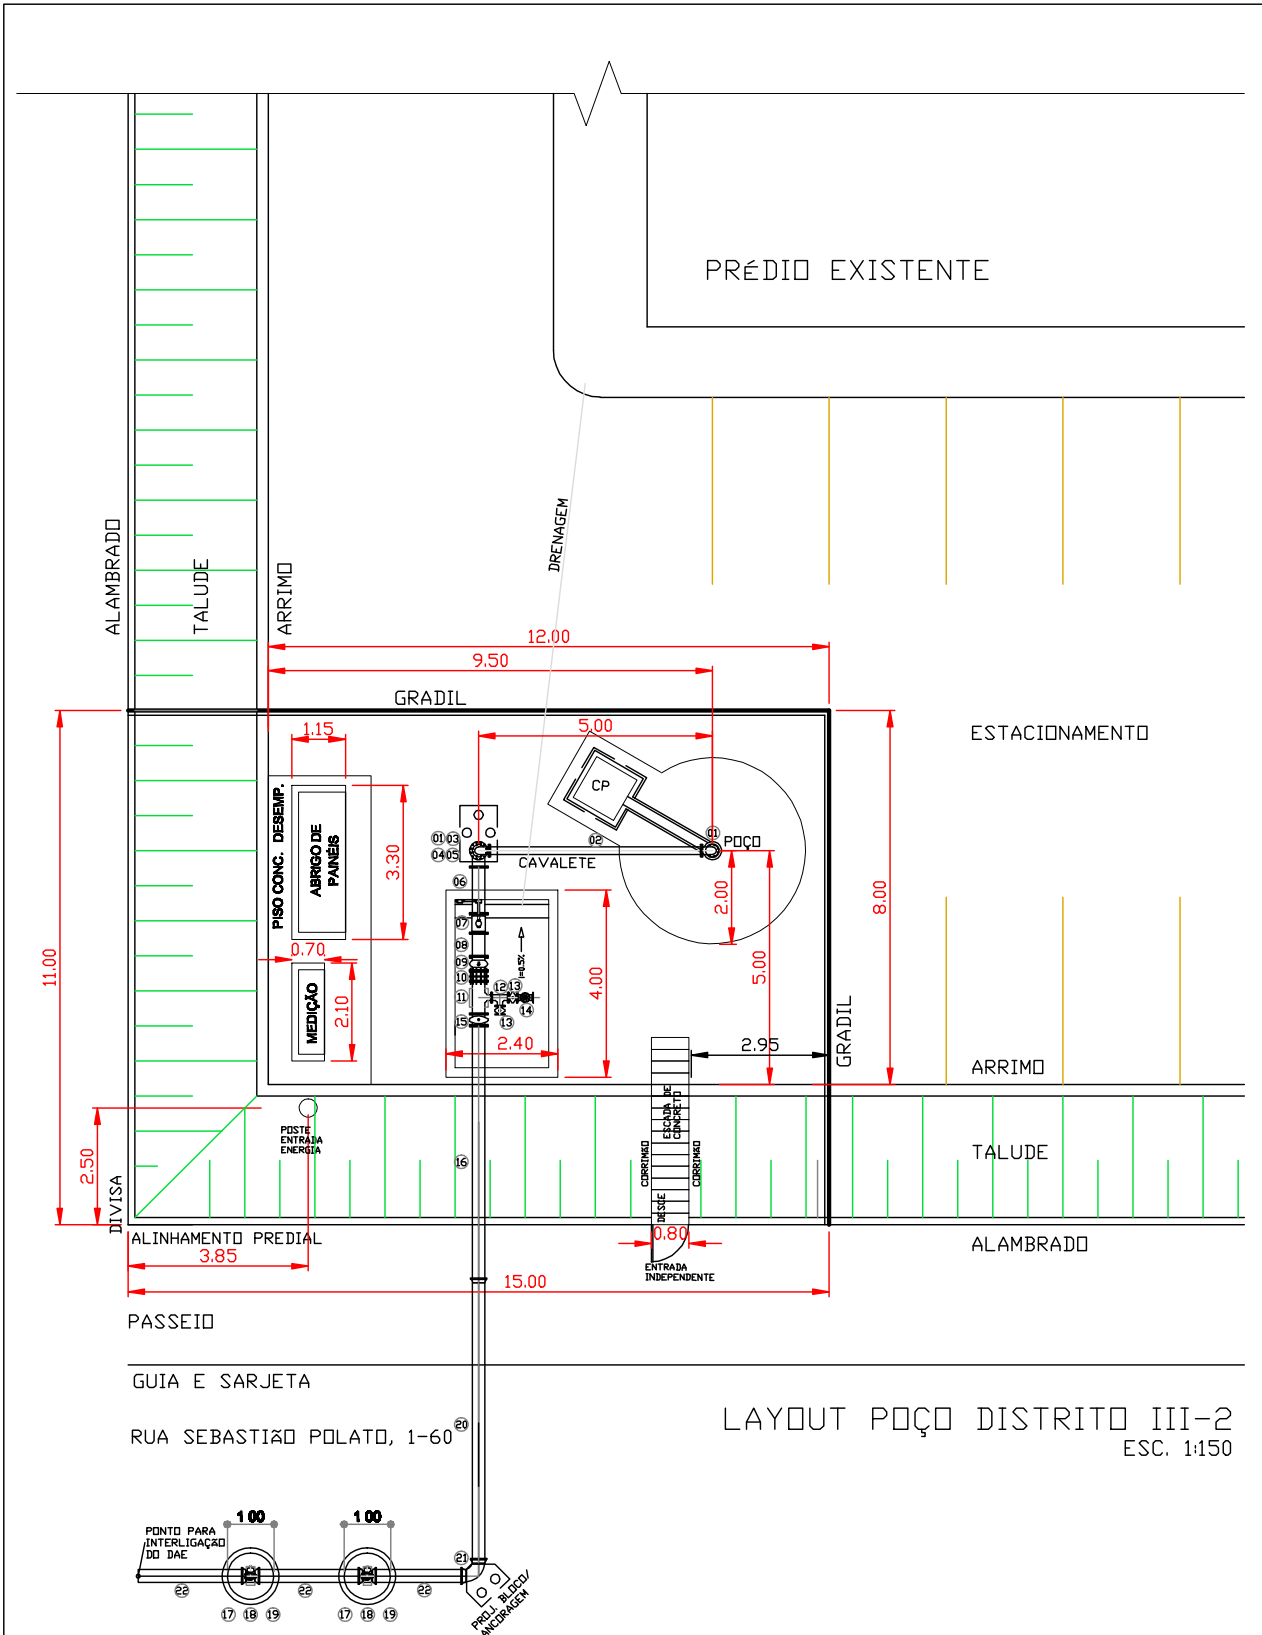 PRÉDIO EXISTENTE
DRENAGEM
ALAMBRADO
TALUDE
ARRIMO
12.00
9.50
GRADIL
5.00
1.15
ESTACIONAMENTO
CP
PISO CONC. DESEMP.
ABRIGO DE
PAINÉIS
3.30
01 03
04 05
02
01
POÇO
CAVALETE
2.00
8.00
06
07
08
09
10
11
12
13
13
14
15
i=0.5%
4.00
5.00
11.00
0.70
MEDIÇÃO
2.10
2.40
2.95
GRADIL
ARRIMO
ESCADA DE
CONCRETO
POSTE
ENTRADA
ENERGIA
2.50
16
CORRIMÃO
CORRIMÃO
DESCE
TALUDE
DIVISA
ALINHAMENTO PREDIAL
0.80
ALAMBRADO
3.85
ENTRADA
INDEPENDENTE
15.00
PASSEIO
GUIA E SARJETA
RUA SEBASTIÃO POLATO, 1-60
20
LAYOUT POÇO DISTRITO III-2
ESC. 1:150
1 00
1 00
PONTO PARA
INTERLIGAÇÃO
DO DAE
21
22
22
22
17 18 19
17 18 19
PROJ. BLOCO/
ANCORAGEM